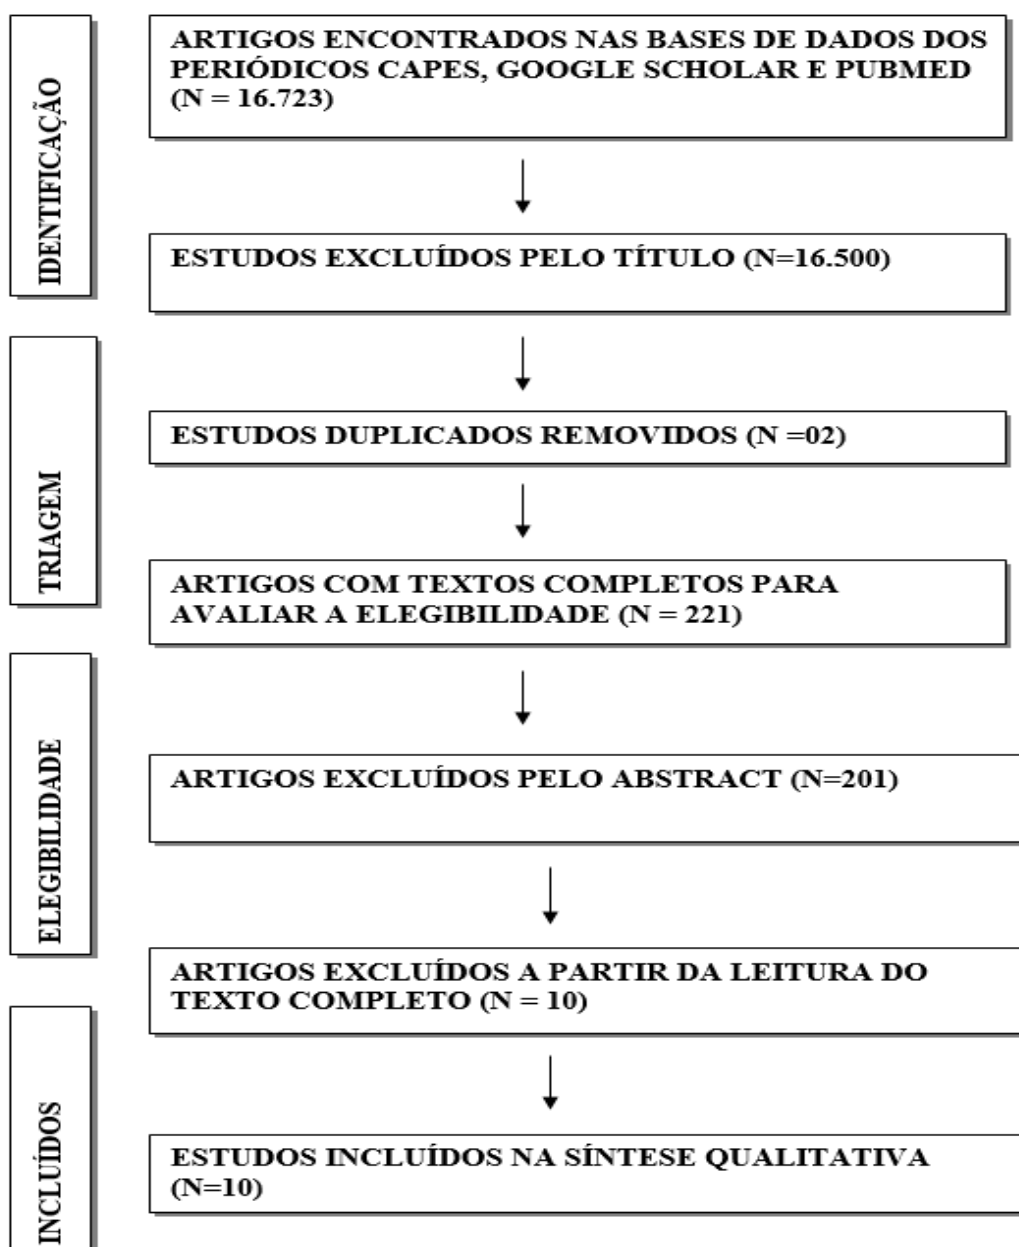 IDENTIFICAÇÃO
ARTIGOS ENCONTRADOS NAS BASES DE DADOS DOS
PERIÓDICOS CAPES, GOOGLE SCHOLAR E PUBMED
(N = 16.723)
ESTUDOS EXCLUÍDOS PELO TÍTULO (N=16.500)
TRIAGEM
ESTUDOS DUPLICADOS REMOVIDOS (N =02)
ARTIGOS COM TEXTOS COMPLETOS PARA
AVALIAR A ELEGIBILIDADE (N = 221)
ELEGIBILIDADE
ARTIGOS EXCLUÍDOS PELO ABSTRACT (N=201)
ARTIGOS EXCLUÍDOS A PARTIR DA LEITURA DO
TEXTO COMPLETO (N = 10)
INCLUÍDOS
ESTUDOS INCLUÍDOS NA SÍNTESE QUALITATIVA
(N=10)